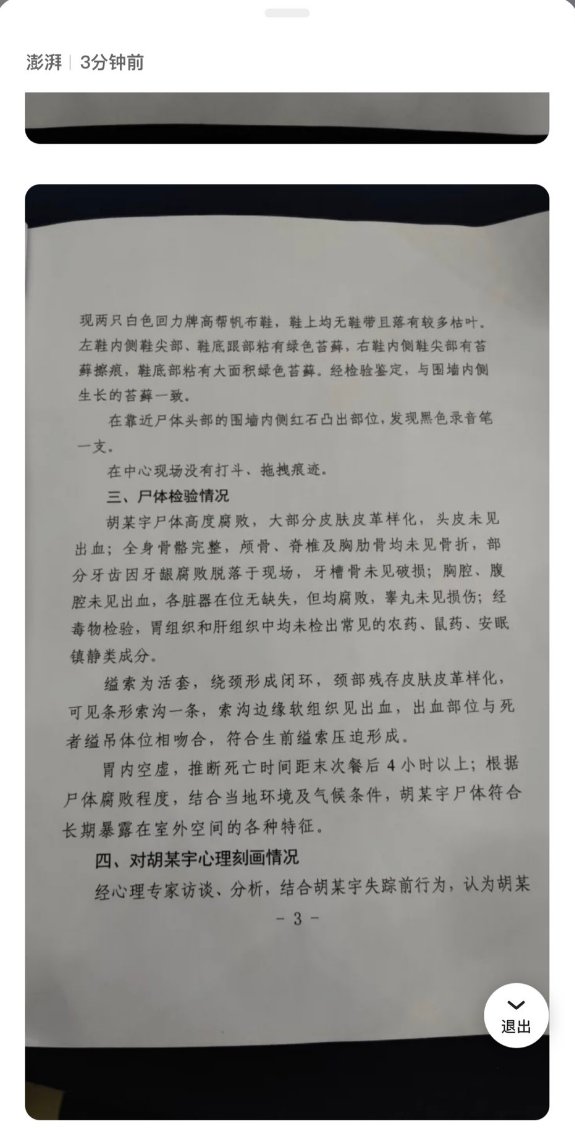 澎湃 | 3分钟前
现两只白色回力牌高帮帆布鞋，鞋上均无鞋带且落有较多枯叶。
左鞋内侧鞋尖部、鞋底跟部粘有绿色苔藓，右鞋内侧鞋尖部有苔
藓擦痕，鞋底部粘有大面积绿色苔藓。经检验鉴定，与围墙内侧
生长的苔藓一致。
在靠近尸体头部的围墙内侧红石凸出部位，发现黑色录音笔
一支。
在中心现场没有打斗、拖拽痕迹。
三、尸体检验情况
胡某宇尸体高度腐败，大部分皮肤皮革样化，头皮未见
出血；全身骨骼完整，颅骨、脊椎及胸肋骨均未见骨折，部
分牙齿因牙龈腐败脱落于现场，牙槽骨未见破损；胸腔、腹
腔未见出血，各脏器在位无缺失，但均腐败，睾丸未见损伤；经
毒物检验，胃组织和肝组织中均未检出常见的农药、鼠药、安眠
镇静类成分。
缢索为活套，绕颈形成闭环，颈部残存皮肤皮革样化，
可见条形索沟一条，索沟边缘软组织见出血，出血部位与死
者缢吊体位相吻合，符合生前缢索压迫形成。
胃内空虚，推断死亡时间距末次餐后 4 小时以上；根据
尸体腐败程度，结合当地环境及气候条件，胡某宇尸体符合
长期暴露在室外空间的各种特征。
四、对胡某宇心理刻画情况
经心理专家访谈、分析，结合胡某宇失踪前行为，认为胡某
- 3 -
退出